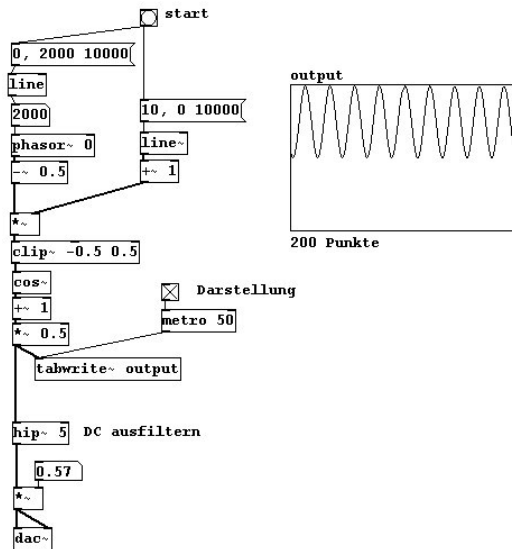 start
0, 2000 10000
line
2000
10, 0 10000
output
phasor~ 0
line~
-~ 0.5
+~ 1
*~
200 Punkte
clip~ -0.5 0.5
cos~
Darstellung
+~ 1
metro 50
*~ 0.5
tabwrite~ output
hip~ 5 DC ausfiltern
0.57
*~
dac~